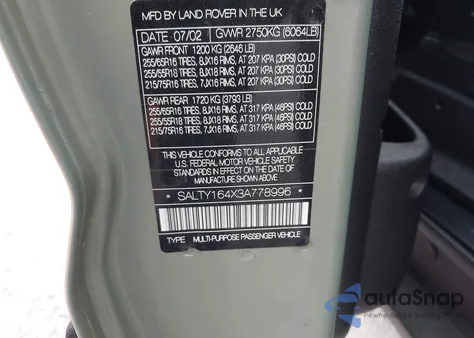 MFD BY LAND ROVER IN THE UK
DATE 07/02 GVWR 2750KG (6064LB)
GAWR FRONT 1200 KG (2646 LB)
255/65R16 TIRES, 8JX16 RIMS, AT 207 KPA (30PSI) COLD
255/55R18 TIRES, 8JX18 RIMS, AT 207 KPA (30PSI) COLD
215/75R16 TIRES, 7JX16 RIMS, AT 207 KPA (30PSI) COLD
GAWR REAR 1720 KG (3793 LB)
255/65R16 TIRES, 8JX16 RIMS, AT 317 KPA (46PSI) COLD
255/55R18 TIRES, 8JX18 RIMS, AT 317 KPA (46PSI) COLD
215/75R16 TIRES, 7JX16 RIMS, AT 317 KPA (46PSI) COLD
THIS VEHICLE CONFORMS TO ALL APPLICABLE
U.S. FEDERAL MOTOR VEHICLE SAFETY
STANDARDS IN EFFECT ON THE DATE OF
MANUFACTURE SHOWN ABOVE.
* SALTY164X3A778996 *
TYPE MULTI-PURPOSE PASSENGER VEHICLE
autoSnap